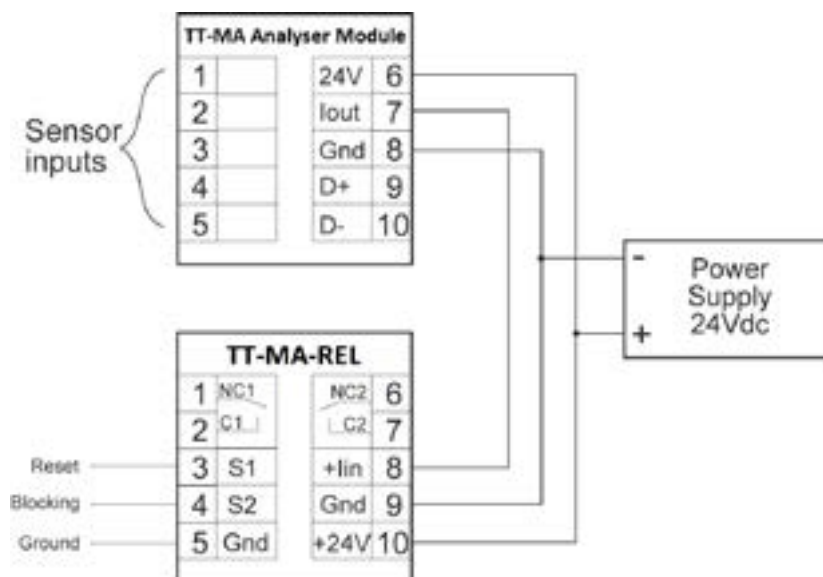 TT-MA Analyser Module
1 24V 6
2 Iout 7
3 Gnd 8
4 D+ 9
5 D- 10
Sensor
inputs
-
Power
Supply
24Vdc
+
TT-MA-REL
1 NC1 NC2 6
2 C1 C2 7
Reset 3 S1 +Iin 8
Blocking 4 S2 Gnd 9
Ground 5 Gnd +24V 10